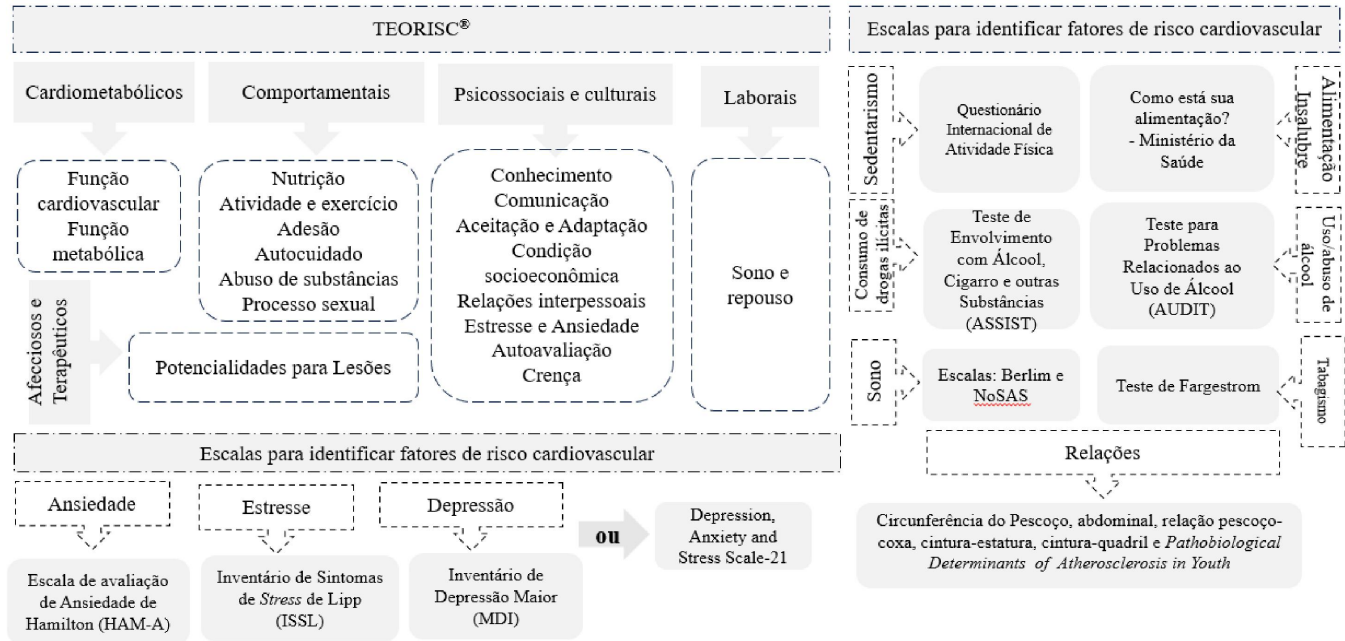 TEORISC®
Cardiometabólicos
Comportamentais
Psicossociais e culturais
Laborais
Função
cardiovascular
Função
metabólica
Nutrição
Atividade e exercício
Adesão
Autocuidado
Abuso de substâncias
Processo sexual
Conhecimento
Comunicação
Aceitação e Adaptação
Condição
socioeconômica
Relações interpessoais
Estresse e Ansiedade
Autoavaliação
Crença
Sono e
repouso
Afecciosos e
Terapêuticos
Potencialidades para Lesões
Escalas para identificar fatores de risco cardiovascular
Ansiedade
Estresse
Depressão
Escala de avaliação
de Ansiedade de
Hamilton (HAM-A)
Inventário de Sintomas
de Stress de Lipp
(ISSL)
Inventário de
Depressão Maior
(MDI)
ou
Depression,
Anxiety and
Stress Scale-21
Escalas para identificar fatores de risco cardiovascular
Sedentarismo
Questionário
Internacional de
Atividade Física
Como está sua
alimentação?
- Ministério da
Saúde
Alimentação
Insalubre
Consumo de
drogas ilícitas
Teste de
Envolvimento
com Álcool,
Cigarro e outras
Substâncias
(ASSIST)
Teste para
Problemas
Relacionados ao
Uso de Álcool
(AUDIT)
Uso/abuso de
álcool
Sono
Escalas: Berlim e
NoSAS
Teste de Fargestrom
Tabagismo
Relações
Circunferência do Pescoço, abdominal, relação pescoço-
coxa, cintura-estatura, cintura-quadril e Pathobiological
Determinants of Atherosclerosis in Youth